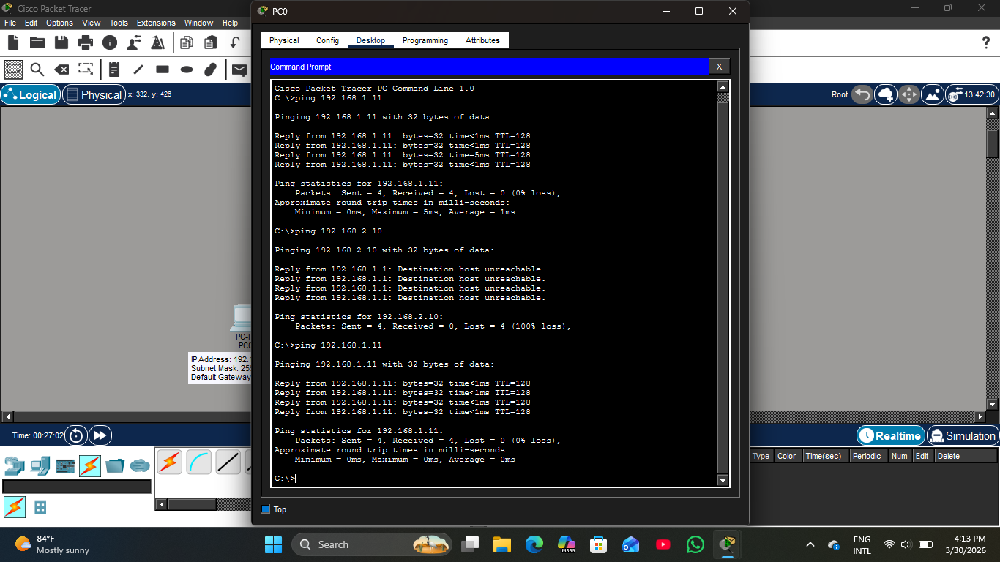 Cisco Packet Tracer
File Edit Options View Tools Extensions Window Help
Logical
Physical
x: 332, y: 426
Root
13:42:30
PC0
Physical Config Desktop Programming Attributes
Command Prompt
X
Cisco Packet Tracer PC Command Line 1.0
C:\>ping 192.168.1.11
Pinging 192.168.1.11 with 32 bytes of data:
Reply from 192.168.1.11: bytes=32 time<1ms TTL=128
Reply from 192.168.1.11: bytes=32 time<1ms TTL=128
Reply from 192.168.1.11: bytes=32 time=5ms TTL=128
Reply from 192.168.1.11: bytes=32 time<1ms TTL=128
Ping statistics for 192.168.1.11:
Packets: Sent = 4, Received = 4, Lost = 0 (0% loss),
Approximate round trip times in milli-seconds:
Minimum = 0ms, Maximum = 5ms, Average = 1ms
C:\>ping 192.168.2.10
Pinging 192.168.2.10 with 32 bytes of data:
Reply from 192.168.1.1: Destination host unreachable.
Reply from 192.168.1.1: Destination host unreachable.
Reply from 192.168.1.1: Destination host unreachable.
Reply from 192.168.1.1: Destination host unreachable.
Ping statistics for 192.168.2.10:
Packets: Sent = 4, Received = 0, Lost = 4 (100% loss),
C:\>ping 192.168.1.11
Pinging 192.168.1.11 with 32 bytes of data:
Reply from 192.168.1.11: bytes=32 time<1ms TTL=128
Reply from 192.168.1.11: bytes=32 time<1ms TTL=128
Reply from 192.168.1.11: bytes=32 time<1ms TTL=128
Reply from 192.168.1.11: bytes=32 time<1ms TTL=128
Ping statistics for 192.168.1.11:
Packets: Sent = 4, Received = 4, Lost = 0 (0% loss),
Approximate round trip times in milli-seconds:
Minimum = 0ms, Maximum = 0ms, Average = 0ms
C:\>
Top
IP Address: 192.
Subnet Mask:
Default Gateway
Time: 00:27:02
Realtime
Simulation
Type Color Time(sec) Periodic Num Edit Delete
84°F
Mostly sunny
Search
M365
ENG
INTL
4:13 PM
3/30/2026